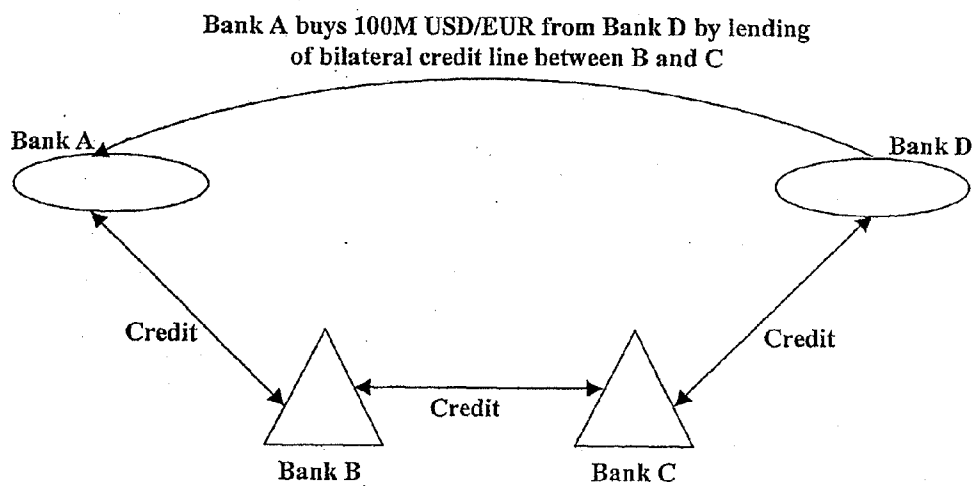 Bank A buys 100M USD/EUR from Bank D by lending
of bilateral credit line between B and C
Bank A
Bank D
Credit
Credit
Credit
Bank B
Bank C